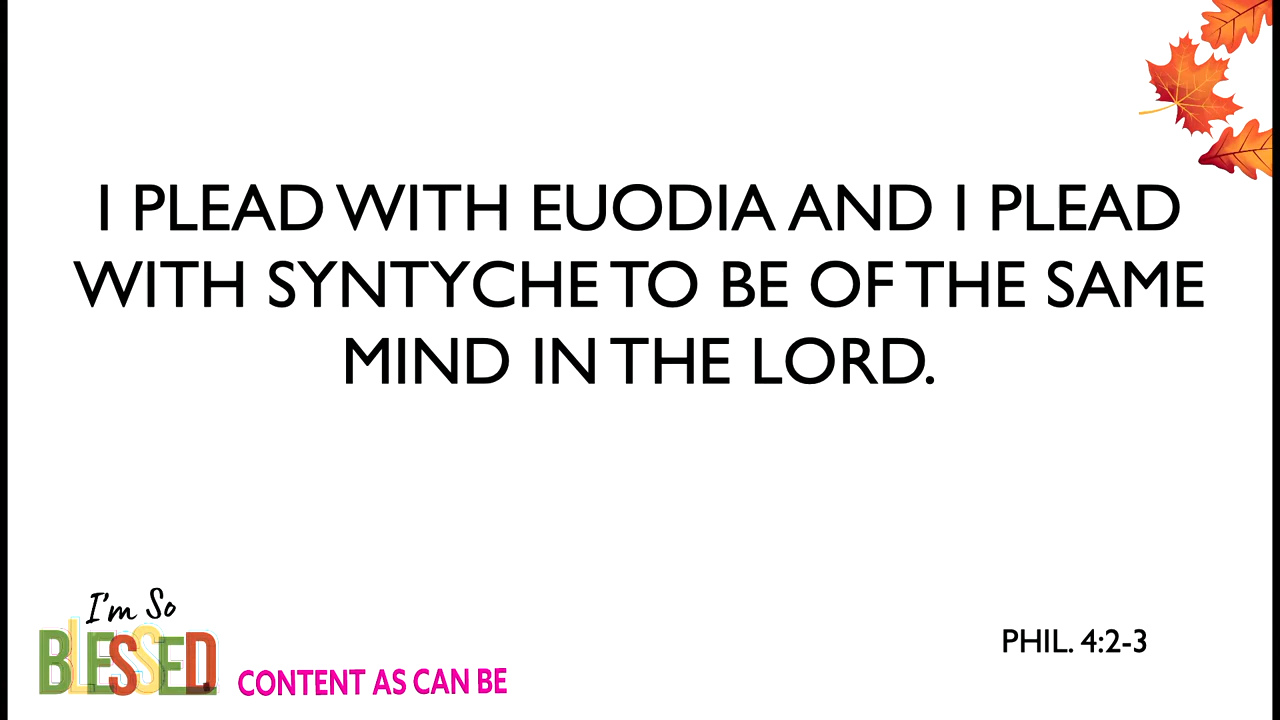 I PLEAD WITH EUODIA AND I PLEAD
WITH SYNTYCHE TO BE OF THE SAME
MIND IN THE LORD.
I'm So
BLESSED.
CONTENT AS CAN BE
PHIL. 4:2-3